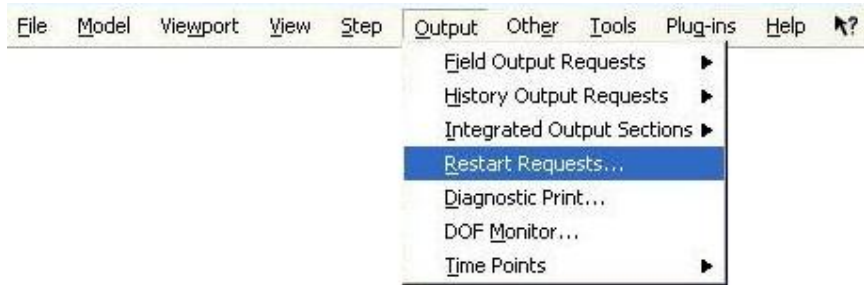 File Model Viewport View Step Output Other Tools Plug-ins Help ?
Field Output Requests
History Output Requests
Integrated Output Sections
Restart Requests...
Diagnostic Print...
DOF Monitor...
Time Points